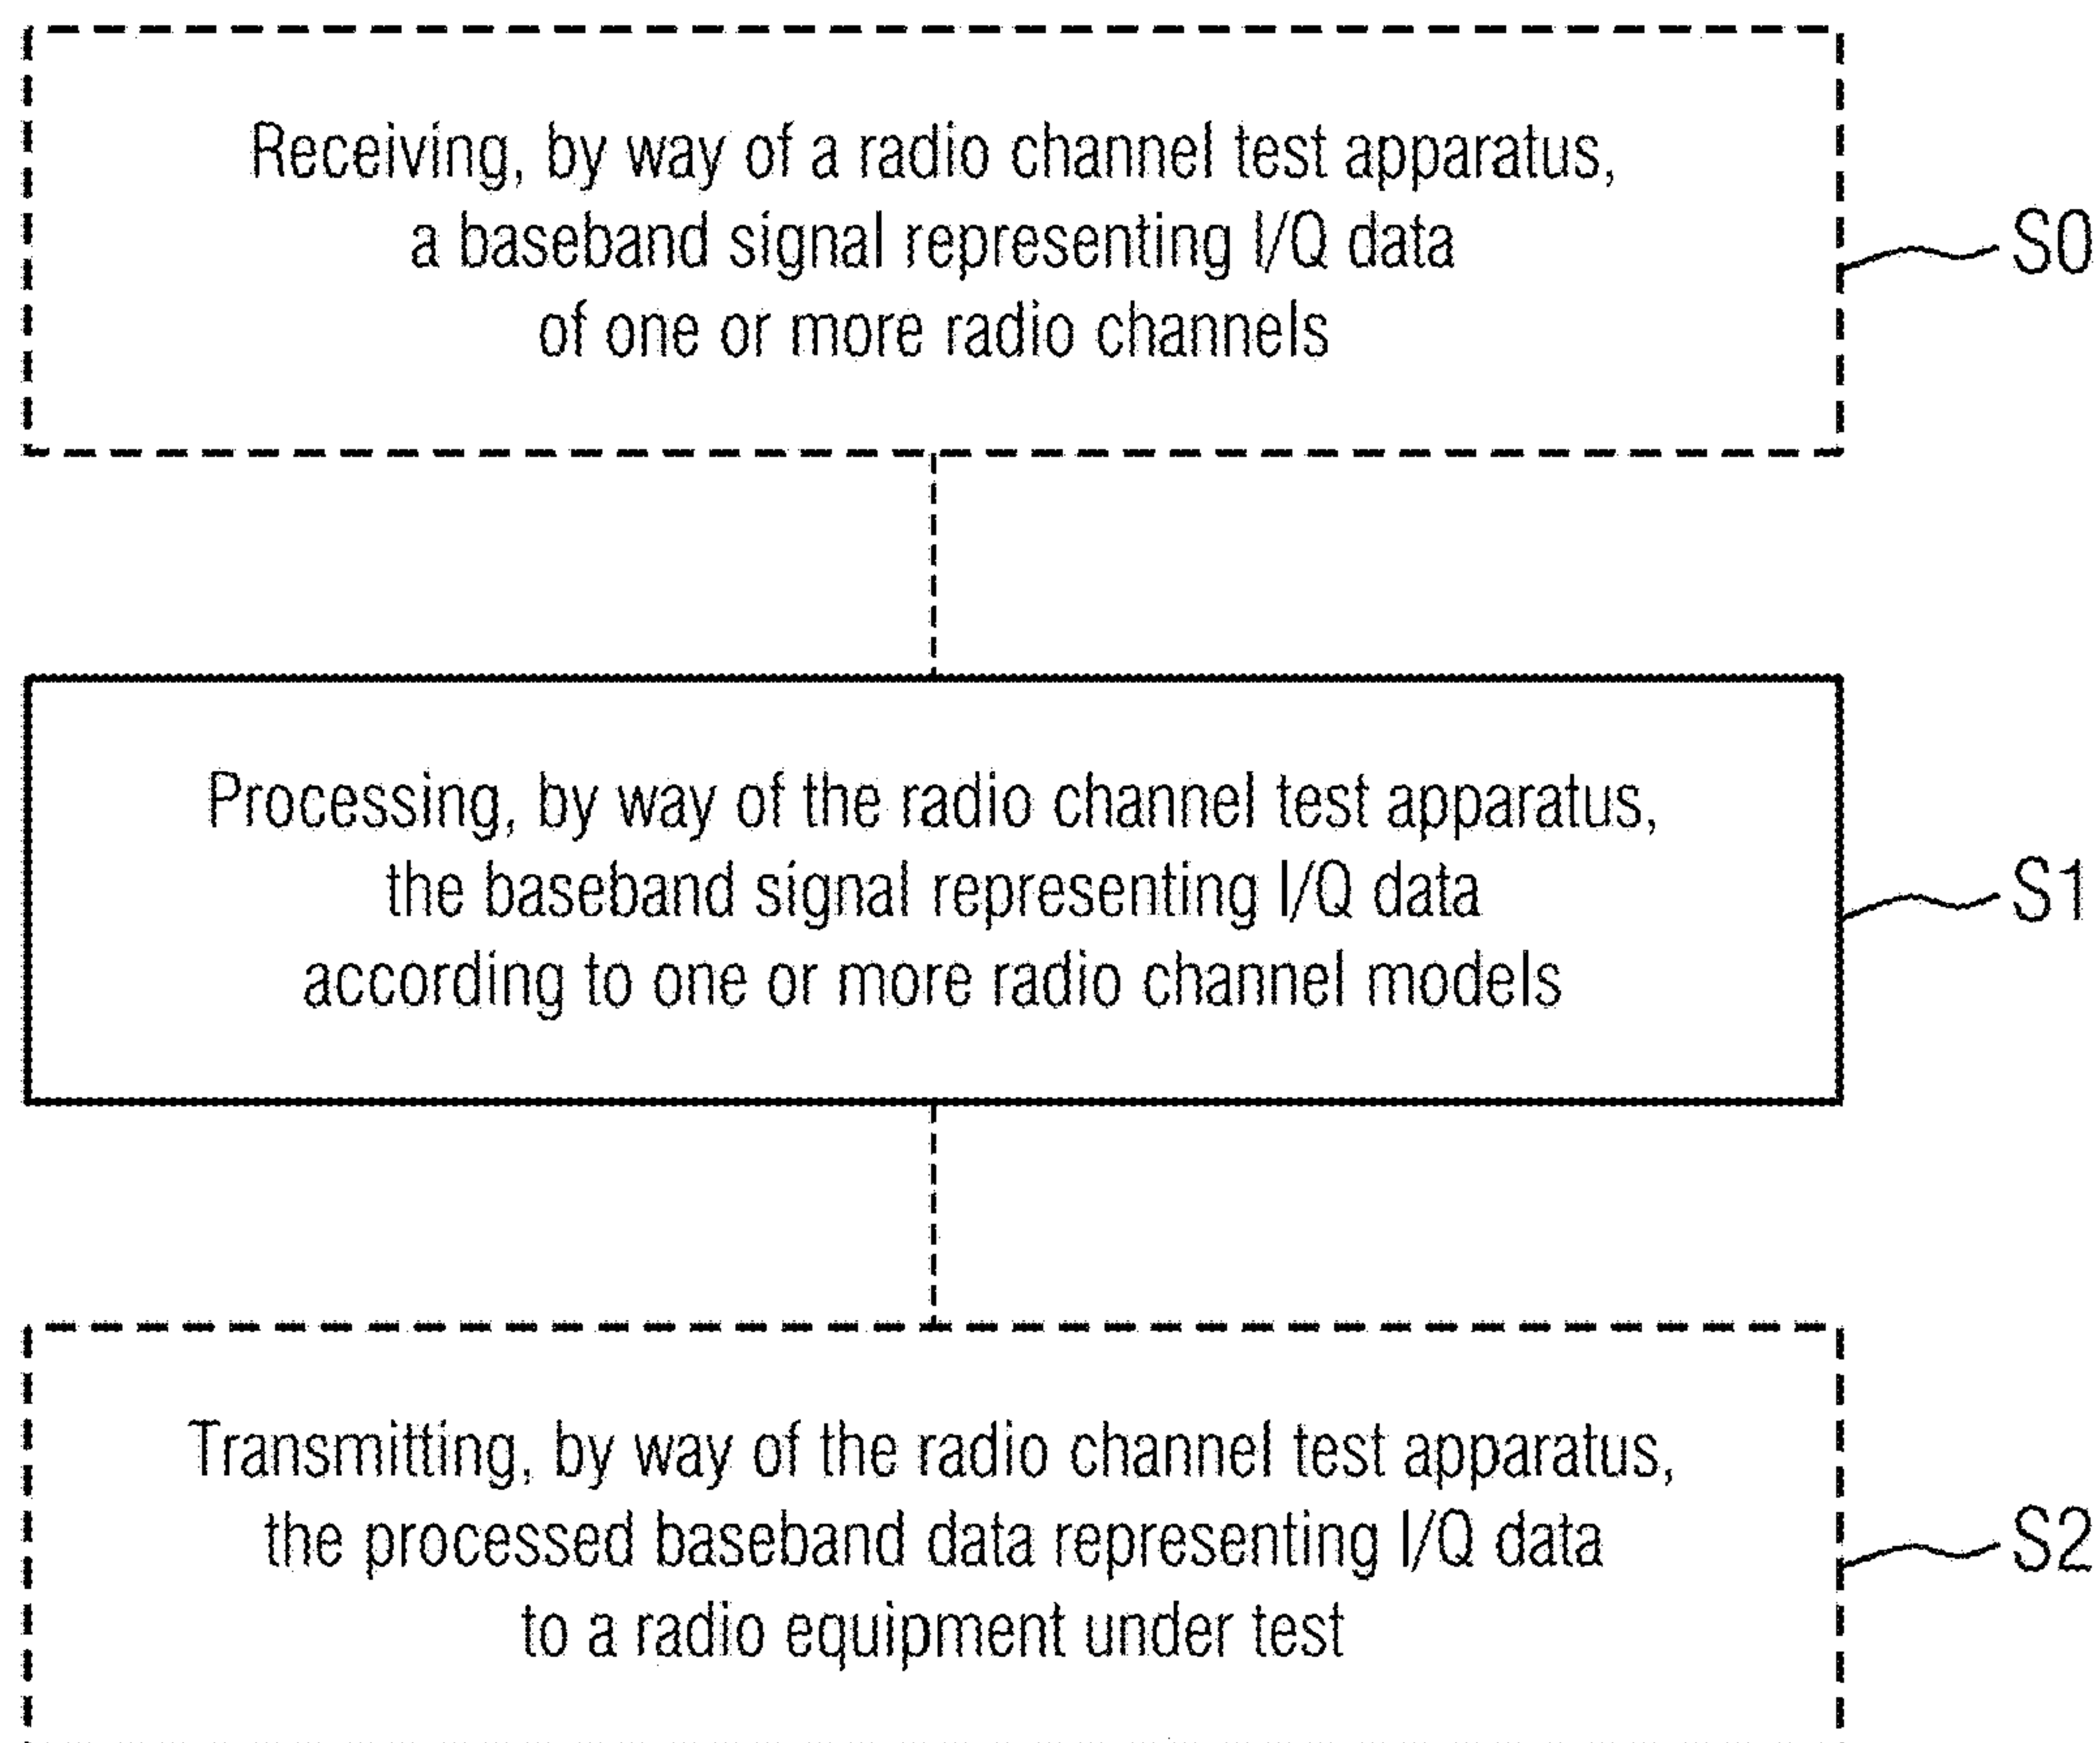 Receiving, by way of a radio channel test apparatus,
a baseband signal representing I/Q data
of one or more radio channels
S0
Processing, by way of the radio channel test apparatus,
the baseband signal representing I/Q data
according to one or more radio channel models
S1
Transmitting, by way of the radio channel test apparatus,
the processed baseband data representing I/Q data
to a radio equipment under test
S2